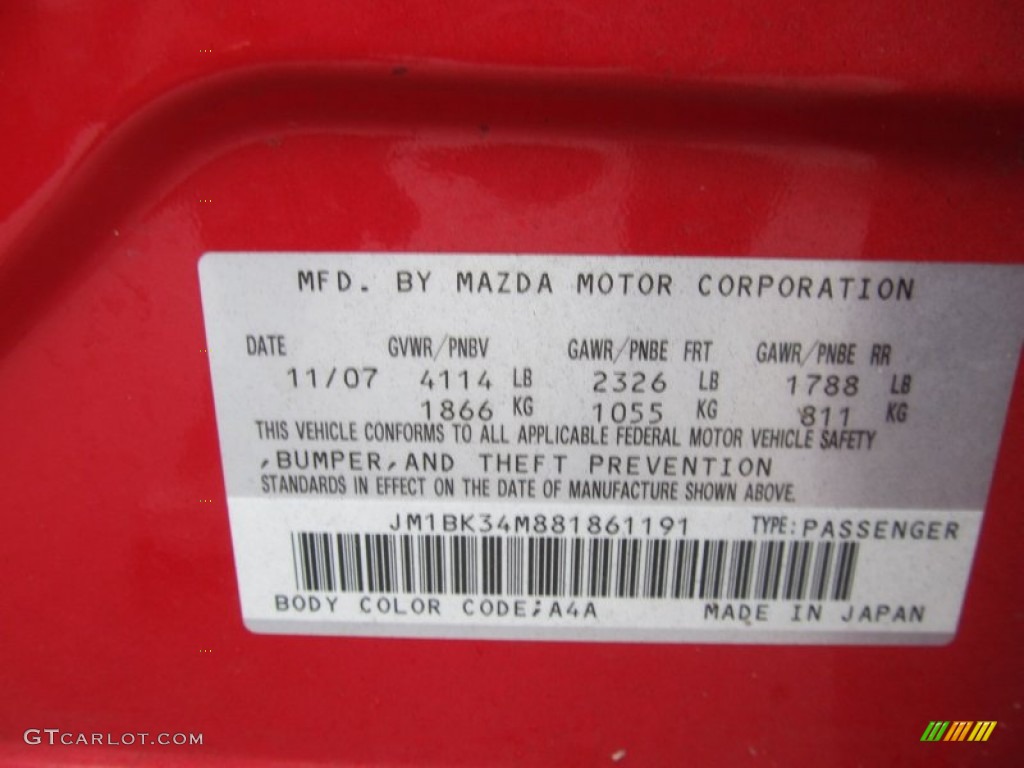 MFD. BY MAZDA MOTOR CORPORATION
DATE GVWR/PNBV GAWR/PNBE FRT GAWR/PNBE RR
11/07 4114 LB 2326 LB 1788 LB
1866 KG 1055 KG 811 KG
THIS VEHICLE CONFORMS TO ALL APPLICABLE FEDERAL MOTOR VEHICLE SAFETY
,BUMPER,AND THEFT PREVENTION
STANDARDS IN EFFECT ON THE DATE OF MANUFACTURE SHOWN ABOVE.
JM1BK34M881861191 TYPE:PASSENGER
BODY COLOR CODE;A4A MADE IN JAPAN
GTCARLOT.COM